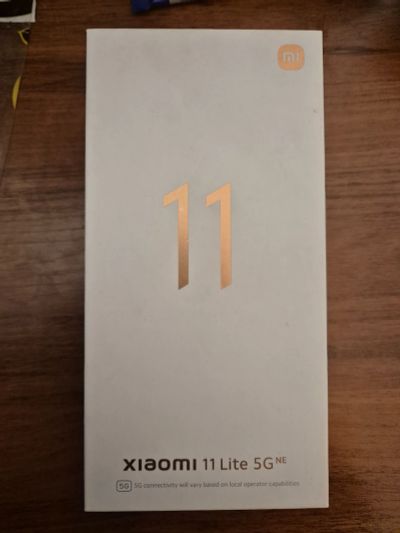 mi
11
xiaomi 11 Lite 5G NE
5G 5G connectivity will vary based on local operator capabilities